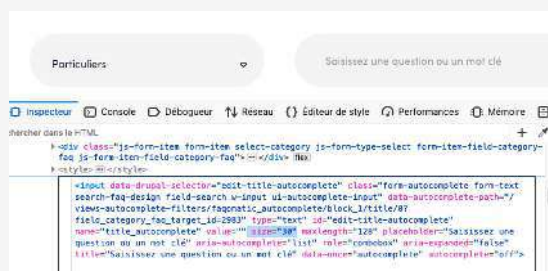 Particuliers
Saisissez une question ou un mot clé
Inspecteur Console Débogueur Réseau {} Éditeur de style Performances Mémoire
chercher dans le HTML
<div class="js-form-item form-item select-category js-form-type-select form-item-field-category-
faq js-form-item-field-category-faq"> </div> flex
<style> </style>
<input data-drupal-selector="edit-title-autocomplete" class="form-autocomplete form-text
search-faq-design field-search w-input ui-autocomplete-input" data-autocomplete-path="/
views-autocomplete-filters/faqomatic_autocomplete/block_1/title/0?
field_category_faq_target_id=2983" type="text" id="edit-title-autocomplete"
name="title_autocomplete" value="" size="30" maxlength="128" placeholder="Saisissez une
question ou un mot clé" aria-autocomplete="list" role="combobox" aria-expanded="false"
title="Saisissez une question ou un mot clé" data-once="autocomplete" autocomplete="off">